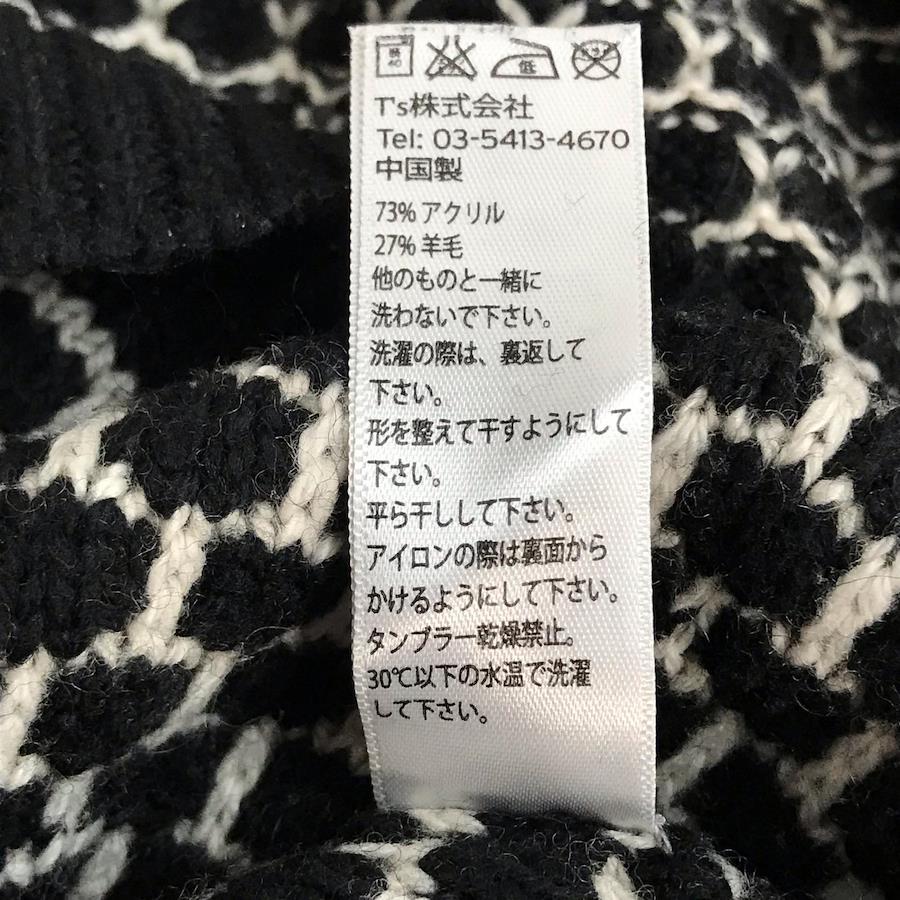 低
T's株式会社
Tel: 03-5413-4670
中国製
73% アクリル
27% 羊毛
他のものと一緒に
洗わないで下さい。
洗濯の際は、裏返して
下さい。
形を整えて干すようにして
下さい。
平ら干しして下さい。
アイロンの際は裏面から
かけるようにして下さい。
タンブラー乾燥禁止。
30℃以下の水温で洗濯
して下さい。